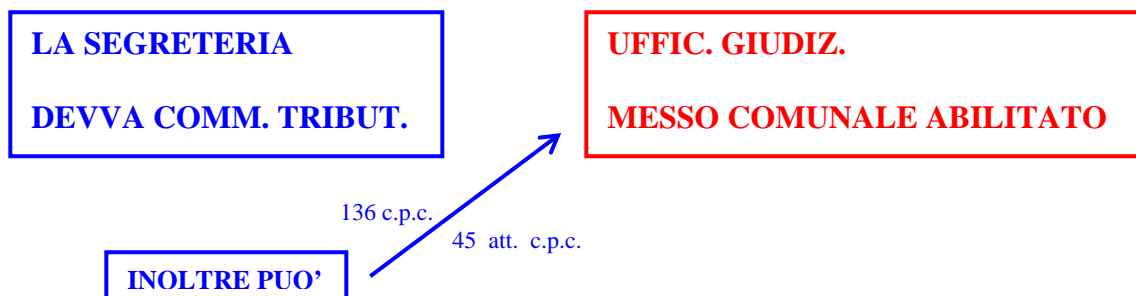 LA SEGRETERIA
DEVVA COMM. TRIBUT.
UFFIC. GIUDIZ.
MESSO COMUNALE ABILITATO
136 c.p.c.
45 att. c.p.c.
INOLTRE PUO’